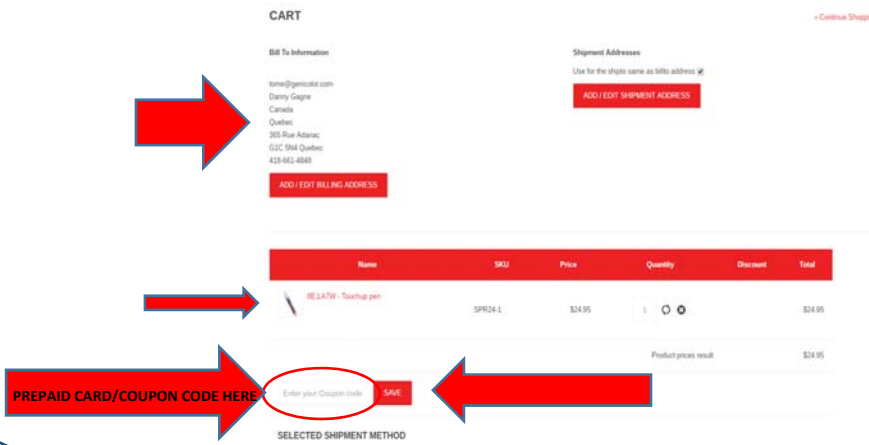 CART
« Continue Shopp
Bill To Information
Shipment Addresses
Use for the shipto same as billto address
tome@genicolor.com
Danny Gagne
Canada
Quebec
365 Rue Adanac
G1C 5N4 Quebec
418-661-4848
ADD / EDIT SHIPMENT ADDRESS
ADD / EDIT BILLING ADDRESS
Name SKU Price Quantity Discount Total
8E;LA7W - Touchup pen
SPR24-1 $24.95 1 $24.95
Product prices result $24.95
PREPAID CARD/COUPON CODE HERE
Enter your Coupon code SAVE
SELECTED SHIPMENT METHOD